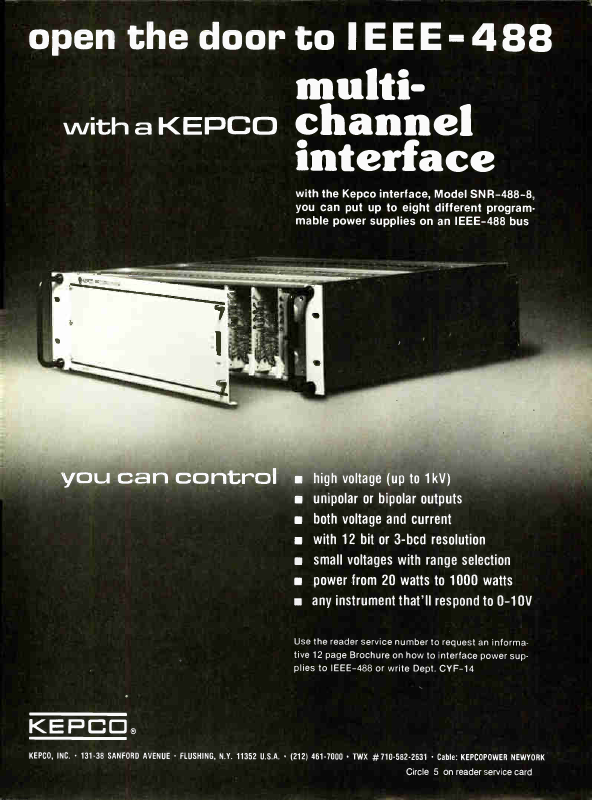 open the door to IEEE-488
with a KEPCO
multi-
channel
interface
with the Kepco interface, Model SNR-488-8,
you can put up to eight different program-
mable power supplies on an IEEE-488 bus
you can control
■ high voltage (up to 1kV)
■ unipolar or bipolar outputs
■ both voltage and current
■ with 12 bit or 3-bcd resolution
■ small voltages with range selection
■ power from 20 watts to 1000 watts
■ any instrument that'll respond to 0-10V
Use the reader service number to request an informa-
tive 12 page Brochure on how to interface power sup-
plies to IEEE-488 or write Dept. CYF-14
KEPCO®
KEPCO, INC. · 131-38 SANFORD AVENUE · FLUSHING, N.Y. 11352 U.S.A. · (212) 461-7000 · TWX #710-582-2631 · Cable: KEPCOPOWER NEWYORK
Circle 5 on reader service card